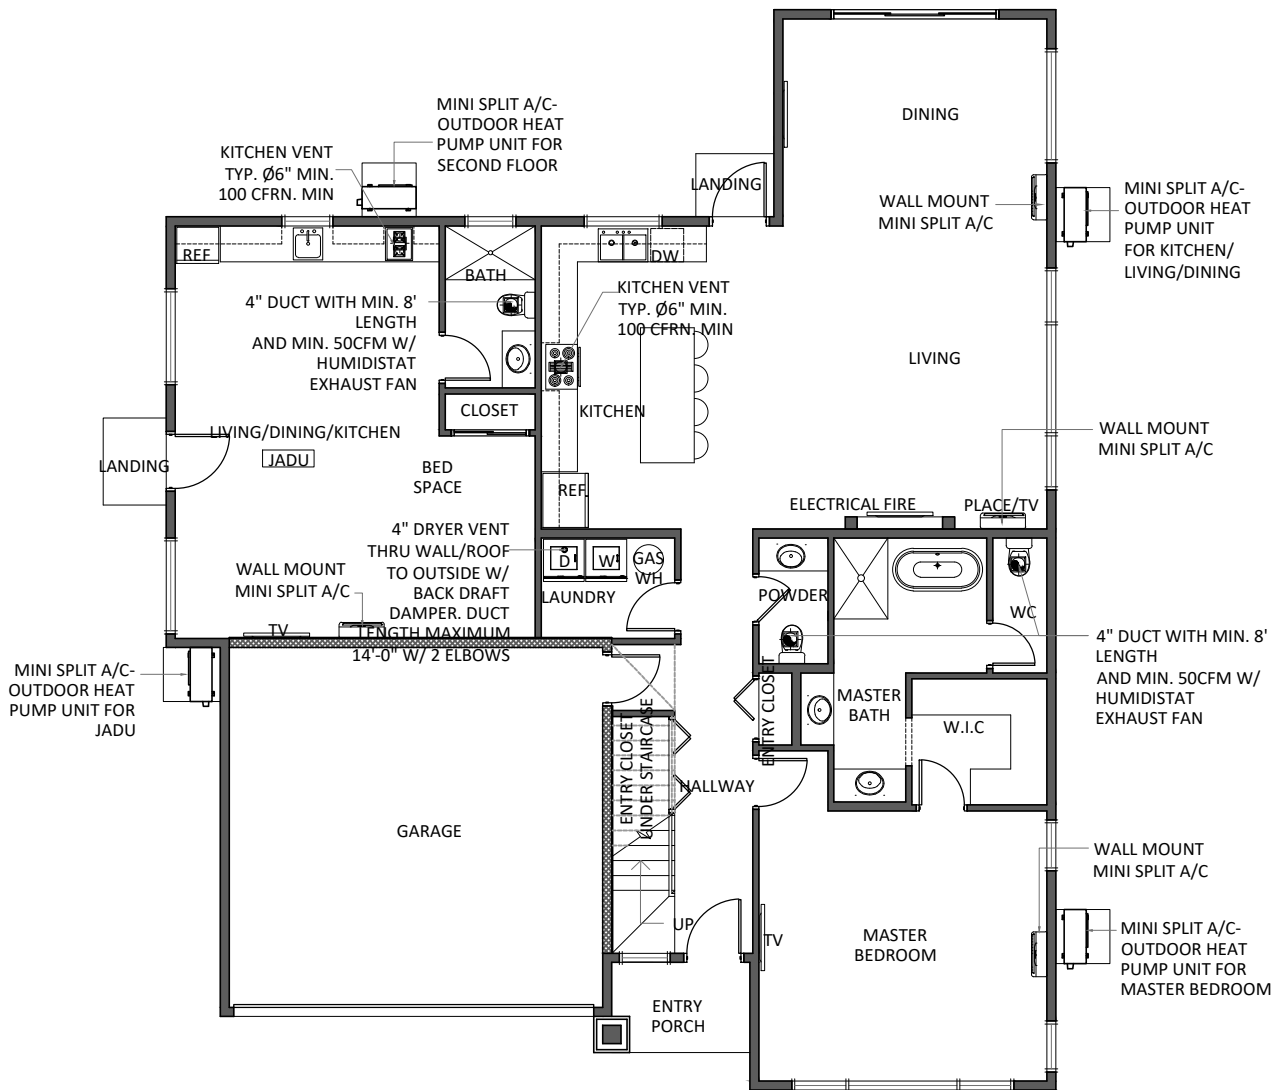 MINI SPLIT A/C-
OUTDOOR HEAT
PUMP UNIT FOR
SECOND FLOOR
KITCHEN VENT
TYP. Ø6" MIN.
100 CFRN. MIN
DINING
LANDING
WALL MOUNT
MINI SPLIT A/C
MINI SPLIT A/C-
OUTDOOR HEAT
PUMP UNIT
FOR KITCHEN/
LIVING/DINING
REF
BATH
DW
4" DUCT WITH MIN. 8'
LENGTH
AND MIN. 50CFM W/
HUMIDISTAT
EXHAUST FAN
KITCHEN VENT
TYP. Ø6" MIN.
100 CFRN. MIN
LIVING
CLOSET
KITCHEN
LIVING/DINING/KITCHEN
JADU
LANDING
BED
SPACE
WALL MOUNT
MINI SPLIT A/C
REF.
ELECTRICAL FIRE
PLACE/TV
4" DRYER VENT
THRU WALL/ROOF
TO OUTSIDE W/
BACK DRAFT
DAMPER. DUCT
LENGTH MAXIMUM
14'-0" W/ 2 ELBOWS
D
W
GAS
WH
LAUNDRY
WALL MOUNT
MINI SPLIT A/C
TV
POWDER
WC
4" DUCT WITH MIN. 8'
LENGTH
AND MIN. 50CFM W/
HUMIDISTAT
EXHAUST FAN
MINI SPLIT A/C-
OUTDOOR HEAT
PUMP UNIT FOR
JADU
ENTRY CLOSET
UNDER STAIRCASE
ENTRY CLOSET
MASTER
BATH
W.I.C
HALLWAY
GARAGE
WALL MOUNT
MINI SPLIT A/C
UP
TV
MASTER
BEDROOM
MINI SPLIT A/C-
OUTDOOR HEAT
PUMP UNIT FOR
MASTER BEDROOM
ENTRY
PORCH